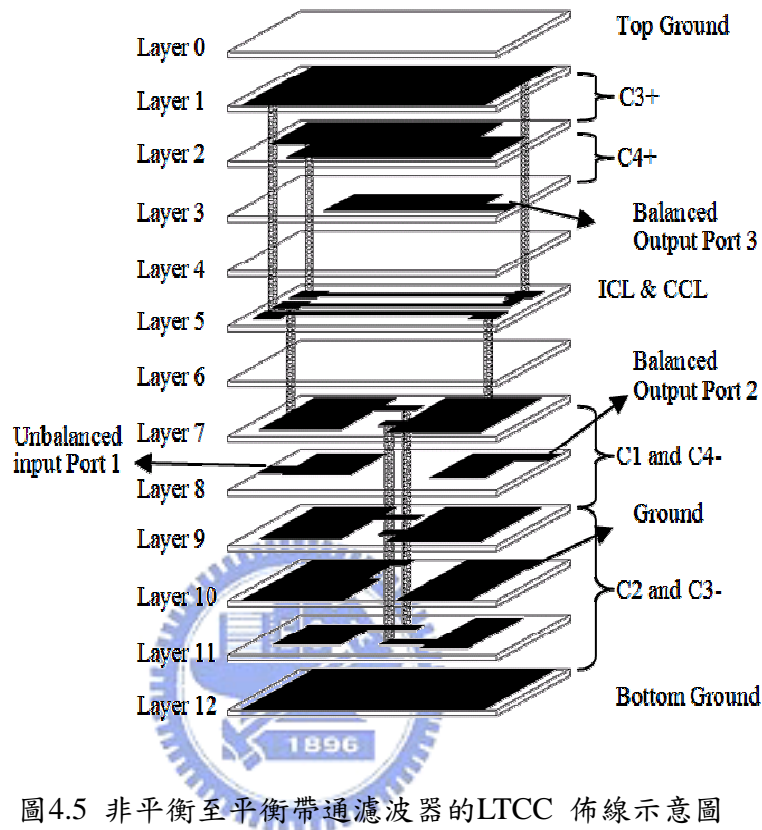 Top Ground
Layer 0
Layer 1
C3+
Layer 2
C4+
Layer 3
Balanced
Output Port 3
Layer 4
ICL & CCL
Layer 5
Layer 6
Balanced
Output Port 2
Layer 7
Unbalanced
input Port 1
C1 and C4-
Layer 8
Ground
Layer 9
Layer 10
C2 and C3-
Layer 11
Layer 12
Bottom Ground
1896
圖4.5 非平衡至平衡帶通濾波器的LTCC 佈線示意圖